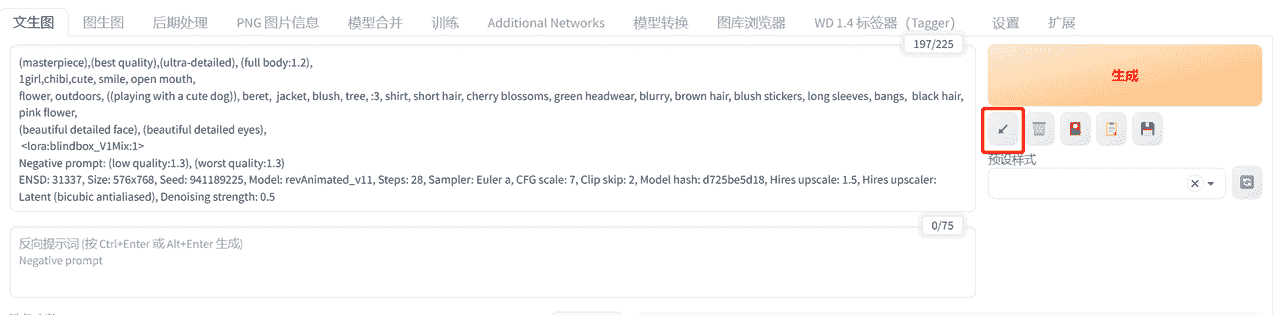 文生图 图生图 后期处理 PNG 图片信息 模型合并 训练 Additional Networks 模型转换 图库浏览器 WD 1.4 标签器（Tagger） 设置 扩展
197/225
(masterpiece),(best quality),(ultra-detailed), (full body:1.2),
1girl,chibi,cute, smile, open mouth,
flower, outdoors, ((playing with a cute dog)), beret, jacket, blush, tree, :3, shirt, short hair, cherry blossoms, green headwear, blurry, brown hair, blush stickers, long sleeves, bangs, black hair,
pink flower,
(beautiful detailed face), (beautiful detailed eyes),
<lora:blindbox_V1Mix:1>
Negative prompt: (low quality:1.3), (worst quality:1.3)
ENSD: 31337, Size: 576x768, Seed: 941189225, Model: revAnimated_v11, Steps: 28, Sampler: Euler a, CFG scale: 7, Clip skip: 2, Model hash: d725be5d18, Hires upscale: 1.5, Hires upscaler:
Latent (bicubic antialiased), Denoising strength: 0.5
生成
预设样式
0/75
反向提示词 (按 Ctrl+Enter 或 Alt+Enter 生成)
Negative prompt